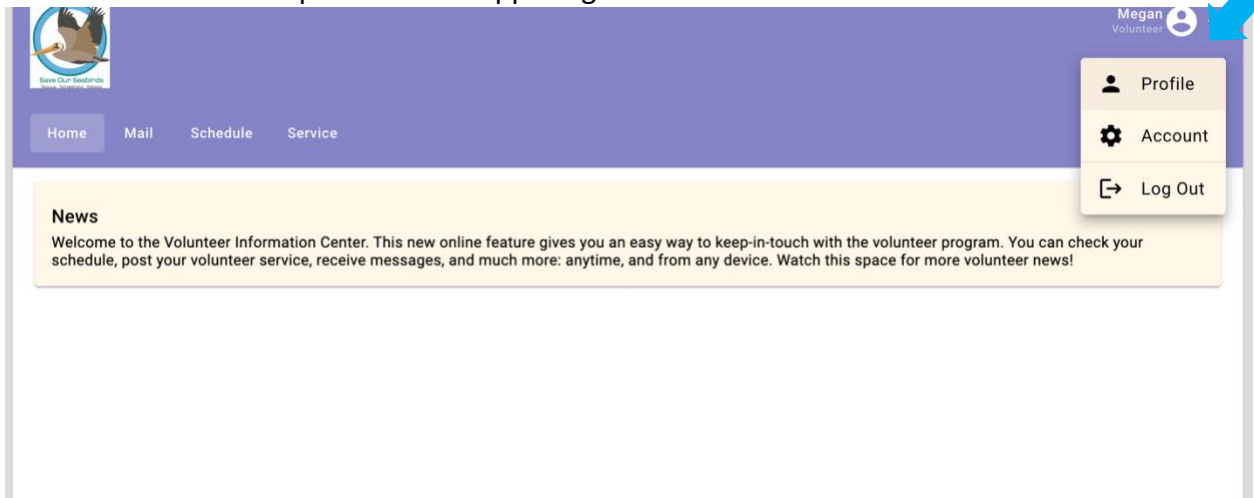 Megan
Volunteer
Save Our Seabirds
Profile
Home Mail Schedule Service
Account
Log Out
News
Welcome to the Volunteer Information Center. This new online feature gives you an easy way to keep-in-touch with the volunteer program. You can check your
schedule, post your volunteer service, receive messages, and much more: anytime, and from any device. Watch this space for more volunteer news!